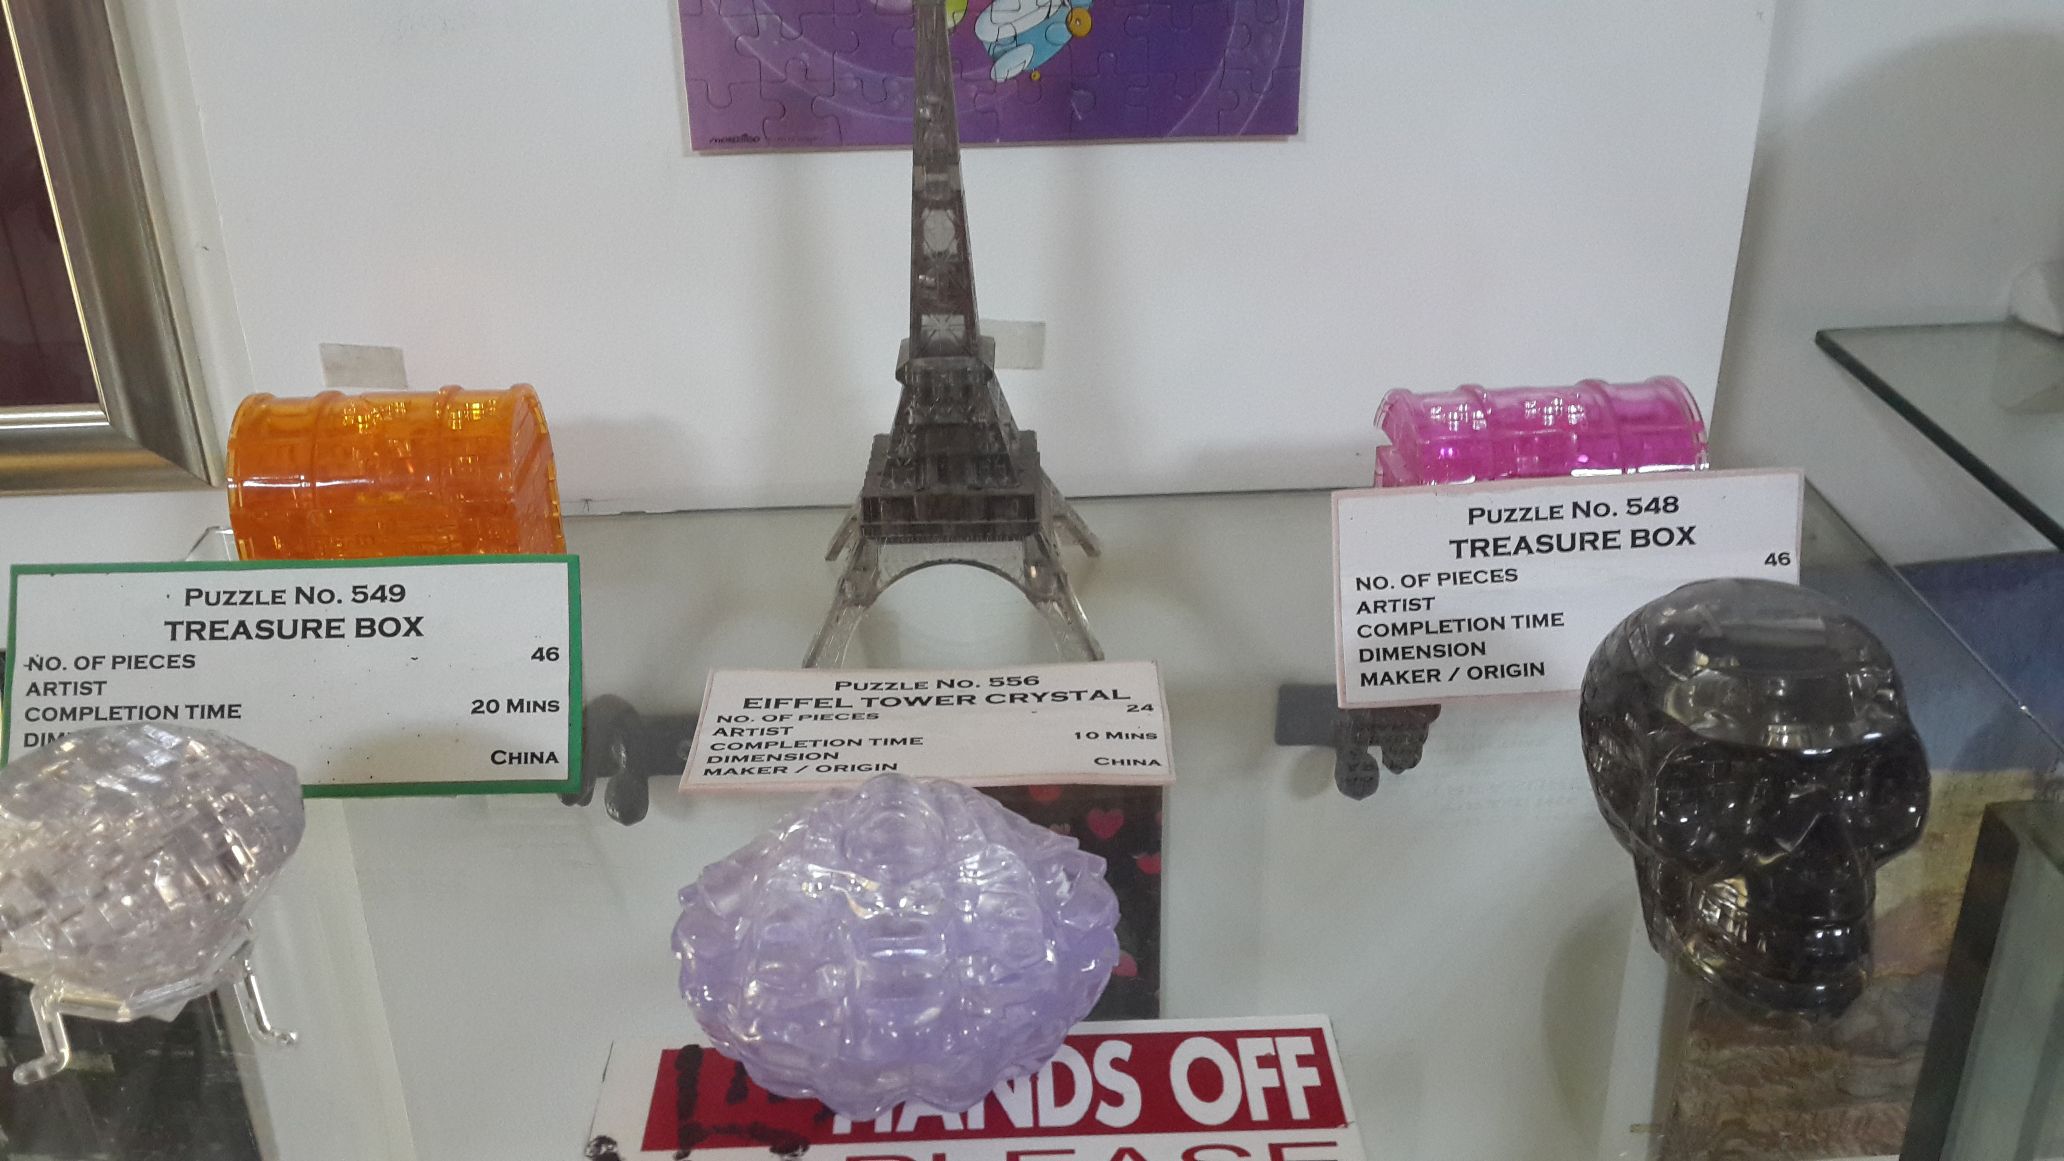 PUZZLE NO. 549
TREASURE BOX
NO. OF PIECES 46
ARTIST
COMPLETION TIME 20 MINS
CHINA
PUZZLE NO. 556
EIFFEL TOWER CRYSTAL
NO. OF PIECES 24
ARTIST
COMPLETION TIME 10 MINS
DIMENSION
MAKER / ORIGIN CHINA
PUZZLE NO. 548
TREASURE BOX
NO. OF PIECES 46
ARTIST
COMPLETION TIME
DIMENSION
MAKER / ORIGIN
HANDS OFF
PLEASE